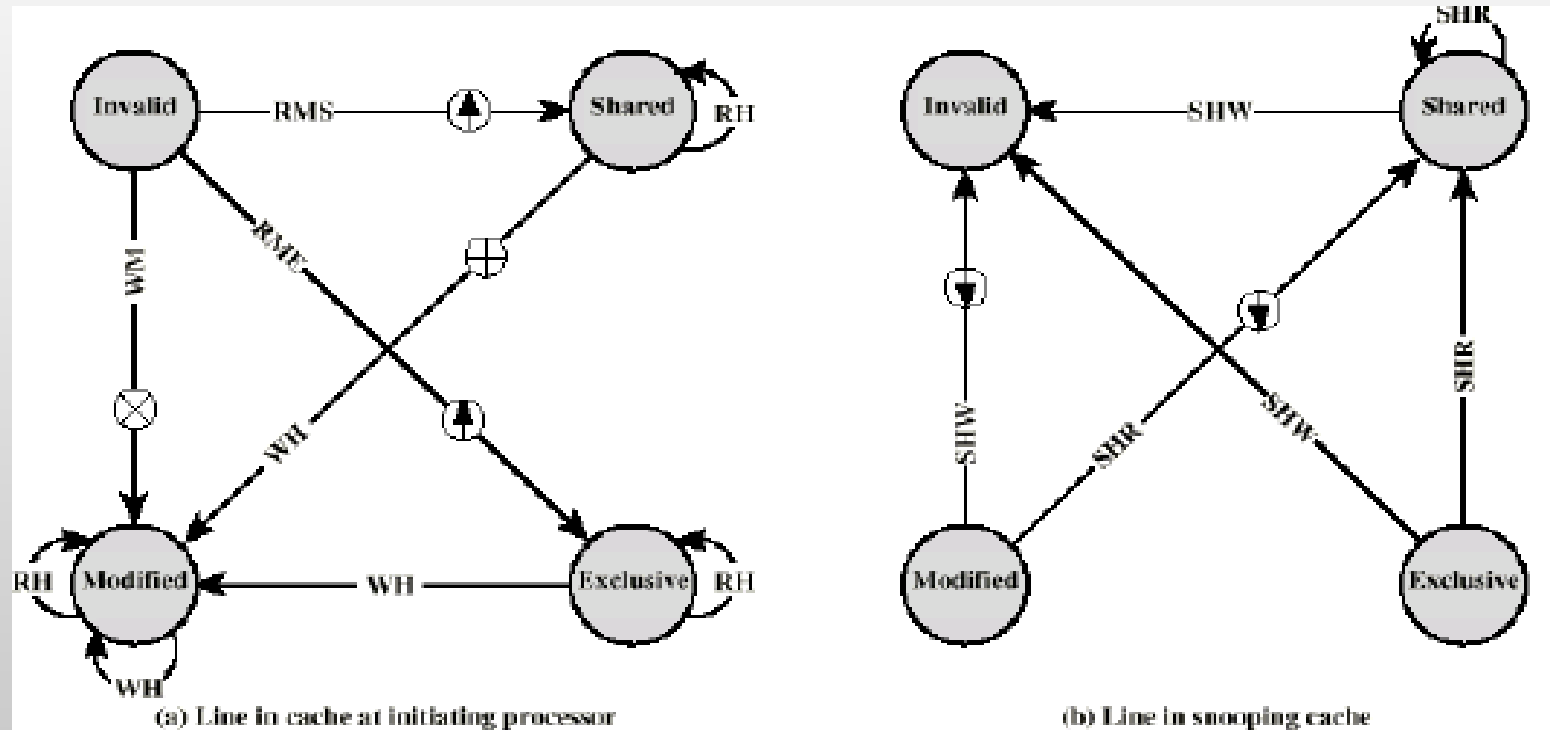 SHR
Invalid
RMS
Shared
RH
Invalid
SHW
Shared
WM
RME
WH
SHW
SHR
SHW
SHR
RH
Modified
WH
Exclusive
RH
WH
Modified
Exclusive
(a) Line in cache at initiating processor
(b) Line in snooping cache